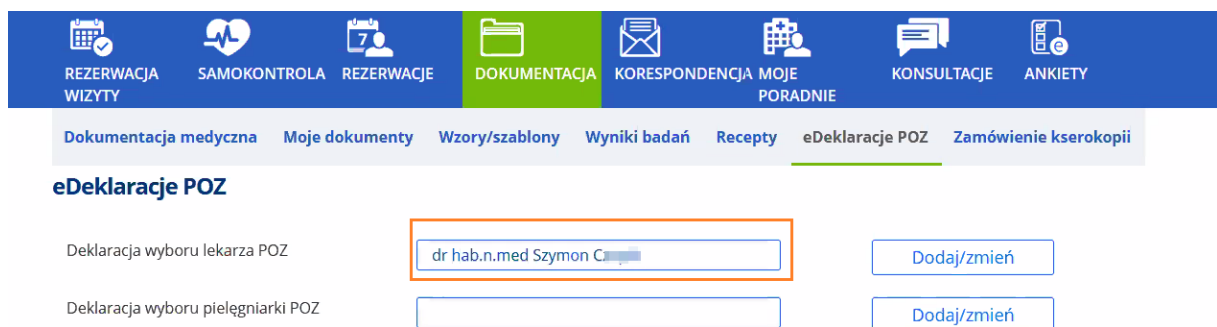 7
e
REZERWACJA WIZYTY
SAMOKONTROLA
REZERWACJE
DOKUMENTACJA
KORESPONDENCJA
MOJE PORADNIE
KONSULTACJE
ANKIETY
Dokumentacja medyczna Moje dokumenty Wzory/szablony Wyniki badań Recepty eDeklaracje POZ Zamówienie kserokopii
eDeklaracje POZ
Deklaracja wyboru lekarza POZ dr hab.n.med Szymon Dodaj/zmień
Deklaracja wyboru pielęgniarki POZ Dodaj/zmień